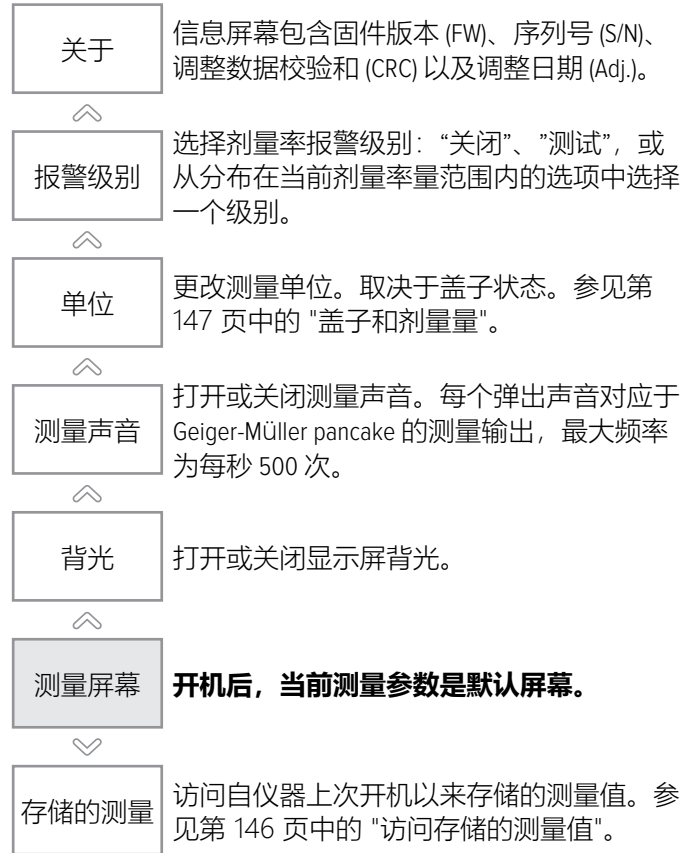 关于
信息屏幕包含固件版本 (FW)、序列号 (S/N)、
调整数据校验和 (CRC) 以及调整日期 (Adj.)。
报警级别
选择剂量率报警级别：“关闭”、”测试”，或
从分布在当前剂量率量范围内的选项中选择
一个级别。
单位
更改测量单位。取决于盖子状态。参见第
147 页中的 "盖子和剂量量"。
测量声音
打开或关闭测量声音。每个弹出声音对应于
Geiger-Müller pancake 的测量输出，最大频率
为每秒 500 次。
背光
打开或关闭显示屏背光。
测量屏幕
开机后，当前测量参数是默认屏幕。
存储的测量
访问自仪器上次开机以来存储的测量值。参
见第 146 页中的 "访问存储的测量值"。